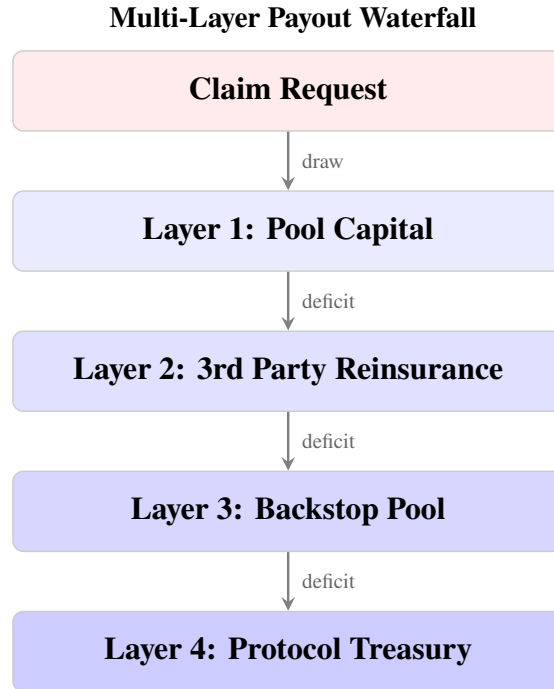 Multi-Layer Payout Waterfall
Claim Request
draw
Layer 1: Pool Capital
deficit
Layer 2: 3rd Party Reinsurance
deficit
Layer 3: Backstop Pool
deficit
Layer 4: Protocol Treasury